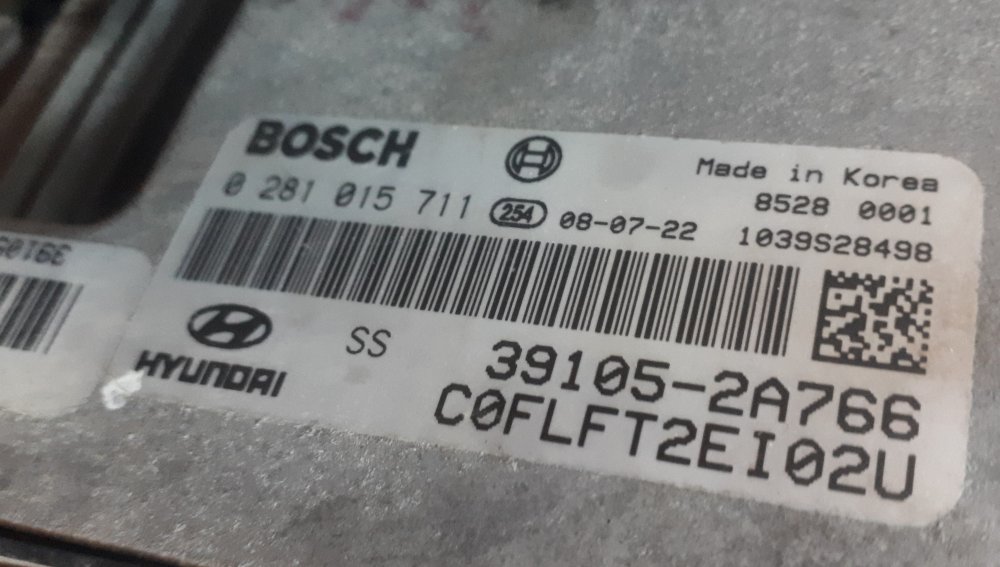 BOSCH
Made in Korea
0 281 015 711 254 08-07-22 8528 0001
1039S28498
HYUNDAI SS 39105-2A766
C0FLFT2EI02U